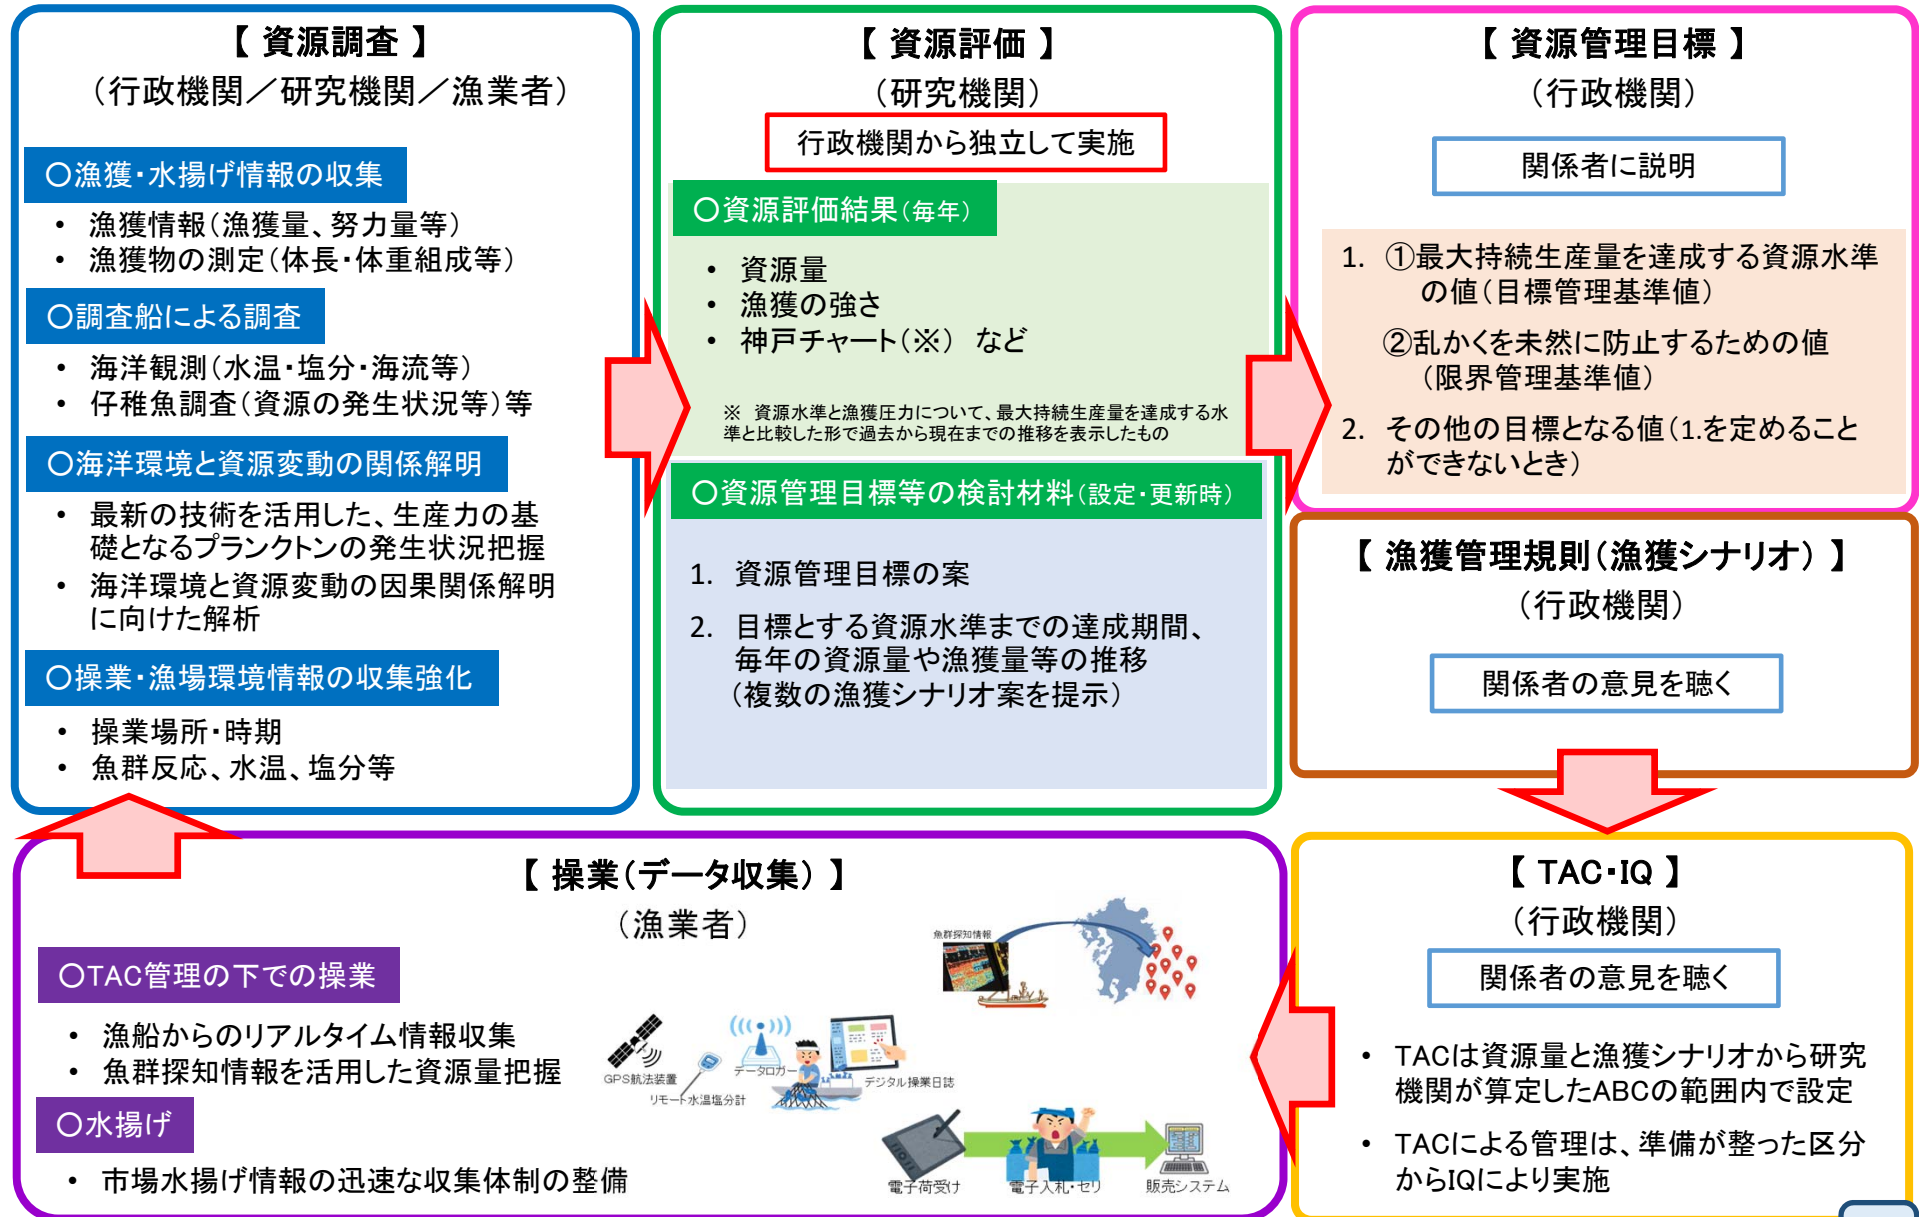 【 資源調査 】
（行政機関／研究機関／漁業者）
○漁獲・水揚げ情報の収集
• 漁獲情報（漁獲量、努力量等）
• 漁獲物の測定（体長・体重組成等）
○調査船による調査
• 海洋観測（水温・塩分・海流等）
• 仔稚魚調査（資源の発生状況等）等
○海洋環境と資源変動の関係解明
• 最新の技術を活用した、生産力の基
礎となるプランクトンの発生状況把握
• 海洋環境と資源変動の因果関係解明
に向けた解析
○操業・漁場環境情報の収集強化
• 操業場所・時期
• 魚群反応、水温、塩分等
【 資源評価 】
（研究機関）
行政機関から独立して実施
○資源評価結果（毎年）
• 資源量
• 漁獲の強さ
• 神戸チャート（※） など
※ 資源水準と漁獲圧力について、最大持続生産量を達成する水
準と比較した形で過去から現在までの推移を表示したもの
○資源管理目標等の検討材料（設定・更新時）
1. 資源管理目標の案
2. 目標とする資源水準までの達成期間、
毎年の資源量や漁獲量等の推移
（複数の漁獲シナリオ案を提示）
【 資源管理目標 】
（行政機関）
関係者に説明
1. ①最大持続生産量を達成する資源水準
の値（目標管理基準値）
②乱かくを未然に防止するための値
（限界管理基準値）
2. その他の目標となる値（1.を定めること
ができないとき）
【 漁獲管理規則（漁獲シナリオ） 】
（行政機関）
関係者の意見を聴く
【 TAC・IQ 】
（行政機関）
関係者の意見を聴く
• TACは資源量と漁獲シナリオから研究
機関が算定したABCの範囲内で設定
• TACによる管理は、準備が整った区分
からIQにより実施
【 操業（データ収集） 】
（漁業者）
○TAC管理の下での操業
• 漁船からのリアルタイム情報収集
• 魚群探知情報を活用した資源量把握
○水揚げ
• 市場水揚げ情報の迅速な収集体制の整備
魚群探知情報
GPS航法装置
データロガー
デジタル操業日誌
リモート水温塩分計
電子荷受け
電子入札・セリ
販売システム